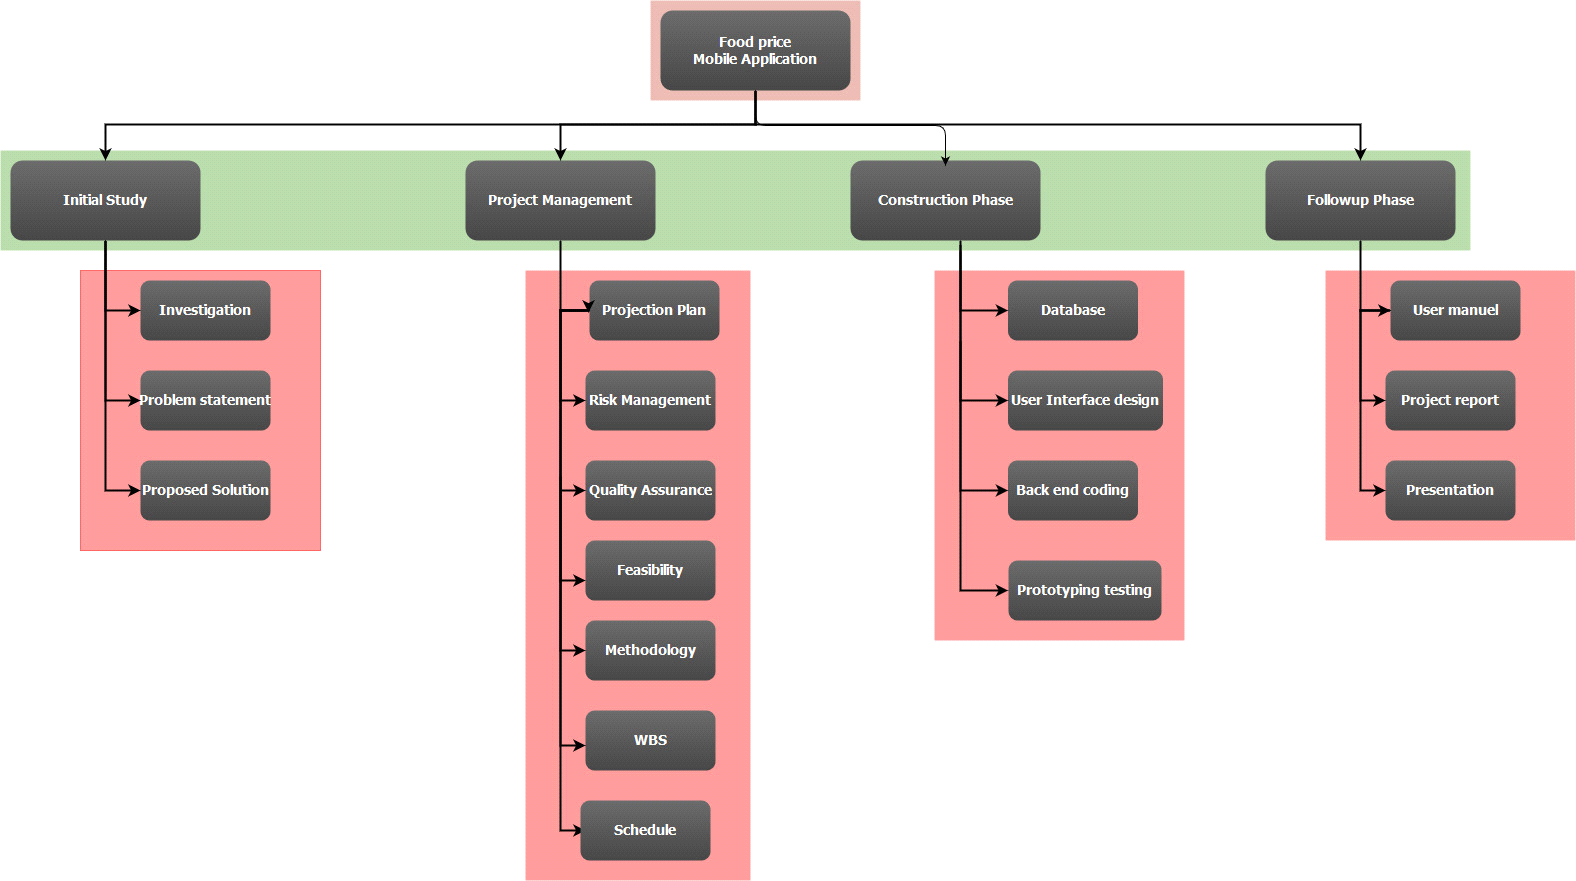 Food price
Mobile Application
Initial Study
Project Management
Construction Phase
Followup Phase
Investigation
Problem statement
Proposed Solution
Projection Plan
Risk Management
Quality Assurance
Feasibility
Methodology
WBS
Schedule
Database
User Interface design
Back end coding
Prototyping testing
User manuel
Project report
Presentation